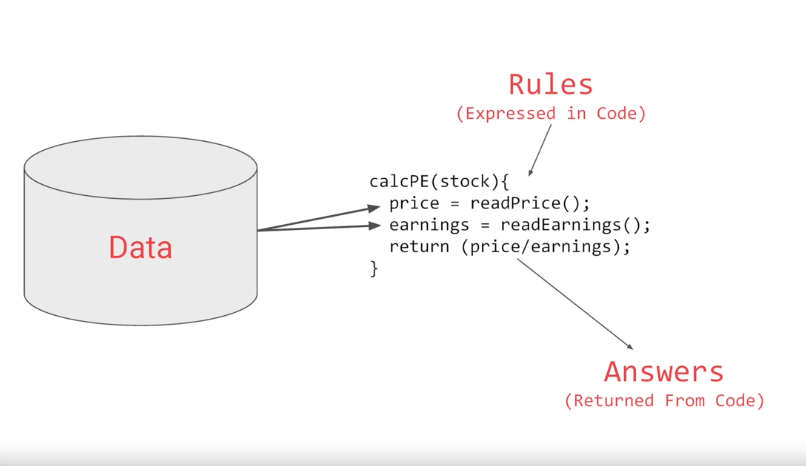 Rules
(Expressed in Code)
Data
calcPE(stock){
  price = readPrice();
  earnings = readEarnings();
  return (price/earnings);
}
Answers
(Returned From Code)